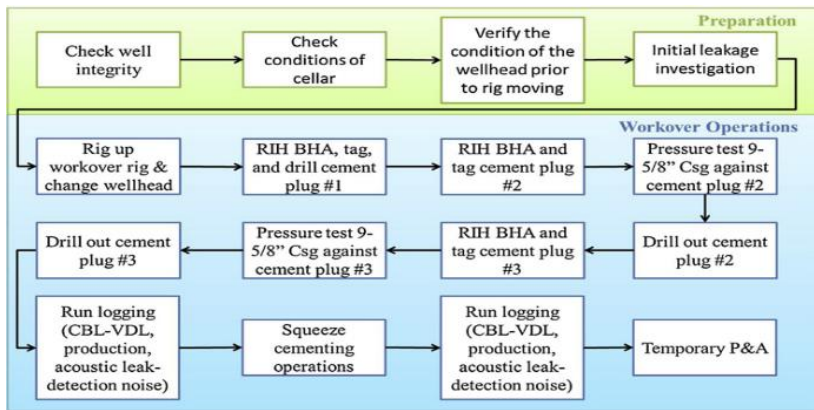 Preparation
Check well
integrity
Check
conditions of
cellar
Verify the
condition of the
wellhead prior
to rig moving
Initial leakage
investigation
Workover Operations
Rig up
workover rig &
change wellhead
RIH BHA, tag,
and drill cement
plug #1
RIH BHA and
tag cement plug
#2
Pressure test 9-
5/8” Csg against
cement plug #2
Drill out cement
plug #3
Pressure test 9-
5/8” Csg against
cement plug #3
RIH BHA and
tag cement plug
#3
Drill out cement
plug #2
Run logging
(CBL-VDL,
production,
acoustic leak-
detection noise)
Squeeze
cementing
operations
Run logging
(CBL-VDL,
production,
acoustic leak-
detection noise)
Temporary P&A